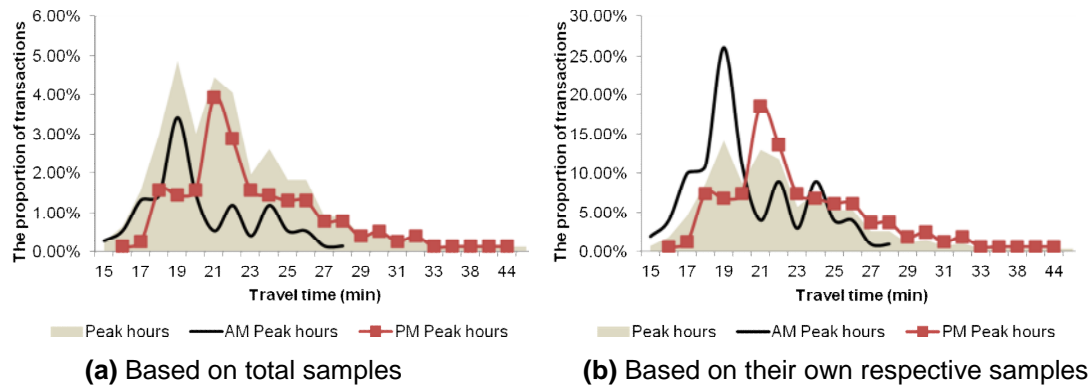 The proportion of transactions
6.00%
5.00%
4.00%
3.00%
2.00%
1.00%
0.00%
15 17 19 21 23 25 27 29 31 33 38 44
Travel time (min)
Peak hours AM Peak hours PM Peak hours
(a) Based on total samples
The proportion of transactions
30.00%
25.00%
20.00%
15.00%
10.00%
5.00%
0.00%
15 17 19 21 23 25 27 29 31 33 38 44
Travel time (min)
Peak hours AM Peak hours PM Peak hours
(b) Based on their own respective samples